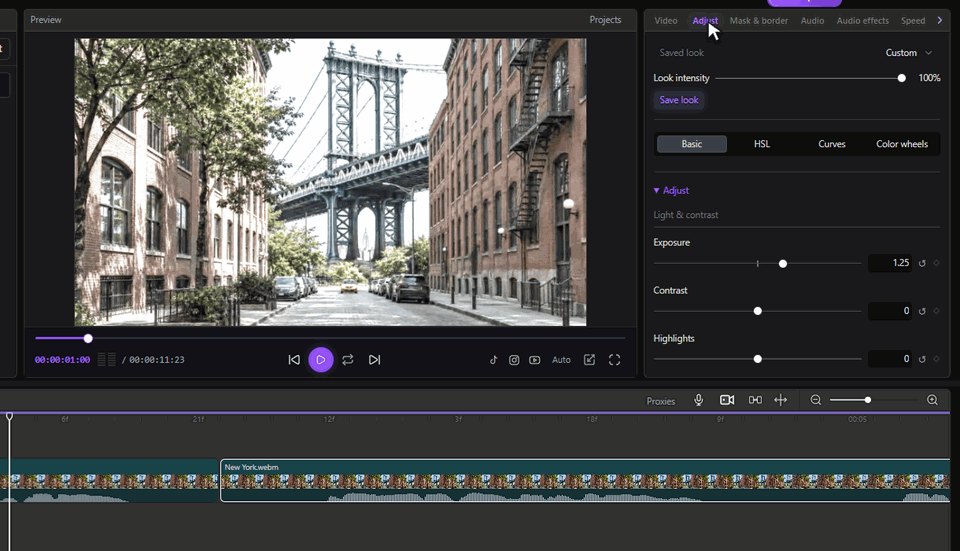 Preview
Projects
Video Adjust Mask & border Audio Audio effects Speed
Saved look Custom
Look intensity 100%
Save look
Basic HSL Curves Color wheels
Adjust
Light & contrast
Exposure
1.25
Contrast
0
Highlights
0
00:00:01:00 / 00:00:11:23
Auto
Proxies
6f 21f 12f 3f 18f 9f 00:05
New York.webm